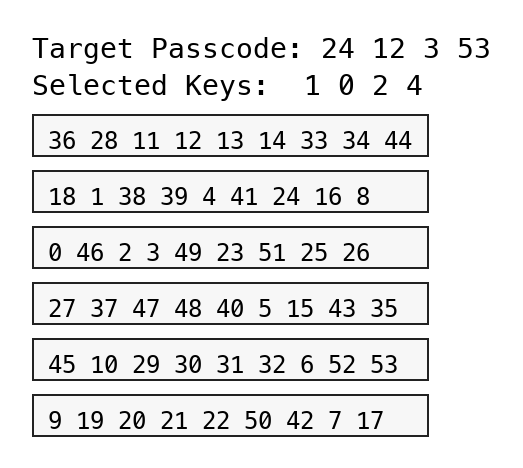 Target Passcode: 24 12 3 53
Selected Keys: 1 0 2 4
36 28 11 12 13 14 33 34 44
18 1 38 39 4 41 24 16 8
0 46 2 3 49 23 51 25 26
27 37 47 48 40 5 15 43 35
45 10 29 30 31 32 6 52 53
9 19 20 21 22 50 42 7 17